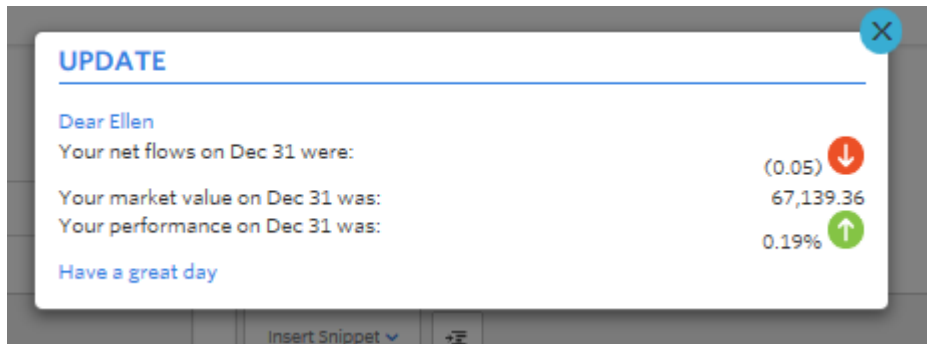 UPDATE
Dear Ellen
Your net flows on Dec 31 were: (0.05)
Your market value on Dec 31 was: 67,139.36
Your performance on Dec 31 was: 0.19%
Have a great day
Insert Snippet